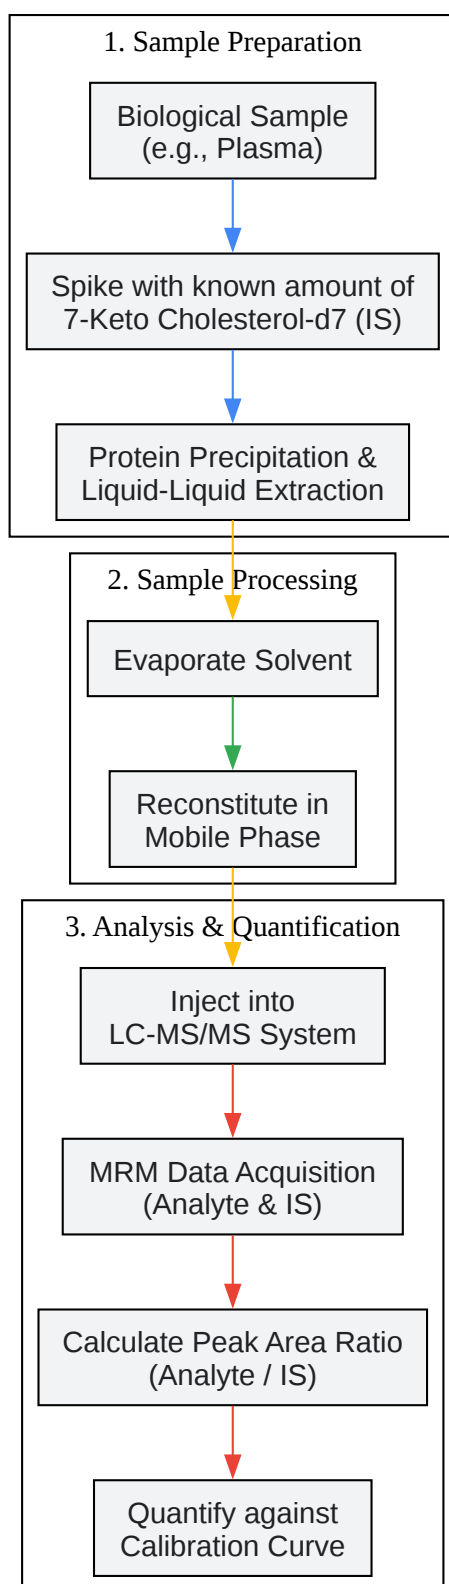 1. Sample Preparation
Biological Sample
(e.g., Plasma)
Spike with known amount of
7-Keto Cholesterol-d7 (IS)
Protein Precipitation &
Liquid-Liquid Extraction
2. Sample Processing
Evaporate Solvent
Reconstitute in
Mobile Phase
3. Analysis & Quantification
Inject into
LC-MS/MS System
MRM Data Acquisition
(Analyte & IS)
Calculate Peak Area Ratio
(Analyte / IS)
Quantify against
Calibration Curve